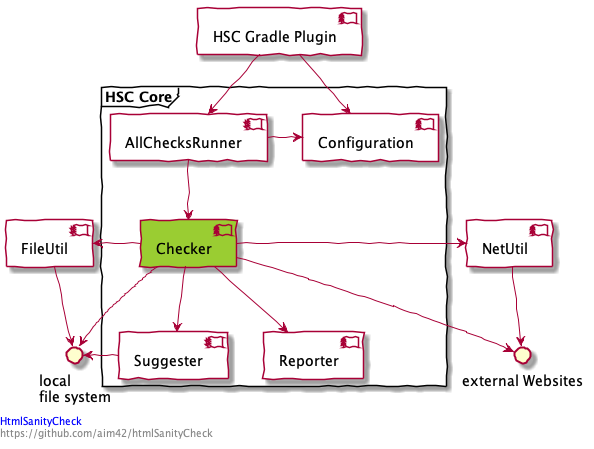 HSC Gradle Plugin
HSC Core
AllChecksRunner
Configuration
FileUtil
Checker
NetUtil
Suggester
Reporter
local
file system
external Websites
HtmlSanityCheck
https://github.com/aim42/htmlSanityCheck